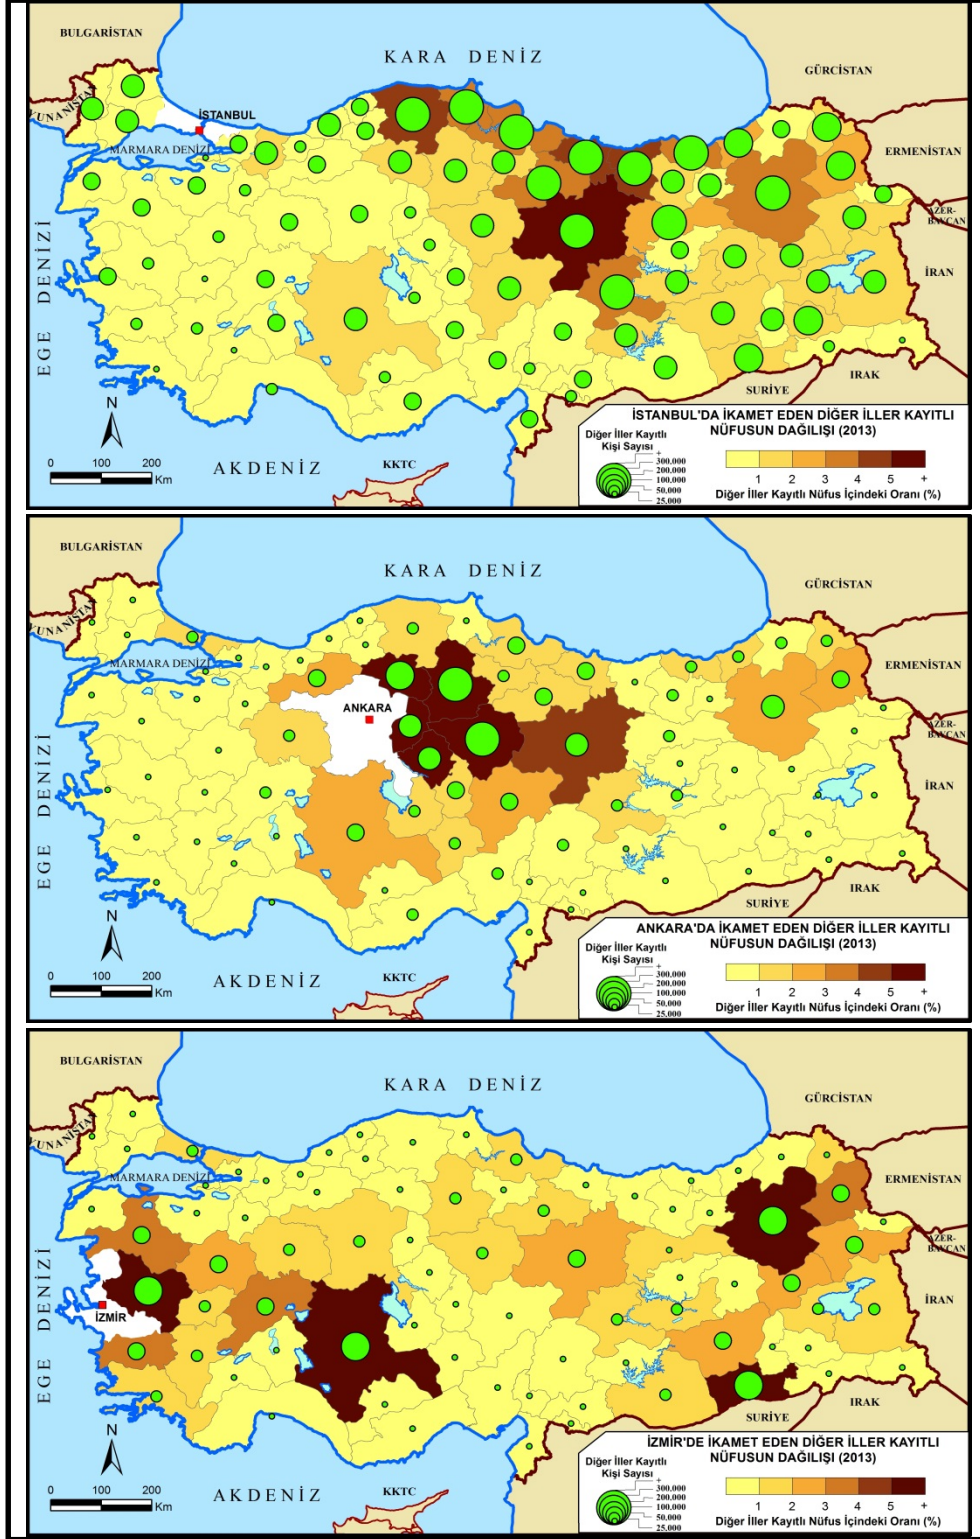 BULGARİSTAN
KARA DENİZ
GÜRCİSTAN
YUNANİSTAN
İSTANBUL
MARMARA DENİZİ
ERMENİSTAN
AZER-
BAYCAN
EGE DENİZİ
İRAN
N
SURİYE
IRAK
0 100 200
Km
AKDENİZ
KKTC
İSTANBUL'DA İKAMET EDEN DİĞER İLLER KAYITLI
NÜFUSUN DAĞILIŞI (2013)
Diğer İller Kayıtlı
Kişi Sayısı
+
300,000
200,000
100,000
50,000
25,000
1 2 3 4 5 +
Diğer İller Kayıtlı Nüfus İçindeki Oranı (%)
BULGARİSTAN
KARA DENİZ
GÜRCİSTAN
YUNANİSTAN
MARMARA DENİZİ
ERMENİSTAN
ANKARA
AZER-
BAYCAN
EGE DENİZİ
İRAN
N
SURİYE
IRAK
0 100 200
Km
AKDENİZ
KKTC
ANKARA'DA İKAMET EDEN DİĞER İLLER KAYITLI
NÜFUSUN DAĞILIŞI (2013)
Diğer İller Kayıtlı
Kişi Sayısı
+
300,000
200,000
100,000
50,000
25,000
1 2 3 4 5 +
Diğer İller Kayıtlı Nüfus İçindeki Oranı (%)
BULGARİSTAN
KARA DENİZ
GÜRCİSTAN
YUNANİSTAN
MARMARA DENİZİ
ERMENİSTAN
AZER-
BAYCAN
EGE DENİZİ
İZMİR
İRAN
N
SURİYE
IRAK
0 100 200
Km
AKDENİZ
KKTC
İZMİR'DE İKAMET EDEN DİĞER İLLER KAYITLI
NÜFUSUN DAĞILIŞI (2013)
Diğer İller Kayıtlı
Kişi Sayısı
+
300,000
200,000
100,000
50,000
25,000
1 2 3 4 5 +
Diğer İller Kayıtlı Nüfus İçindeki Oranı (%)